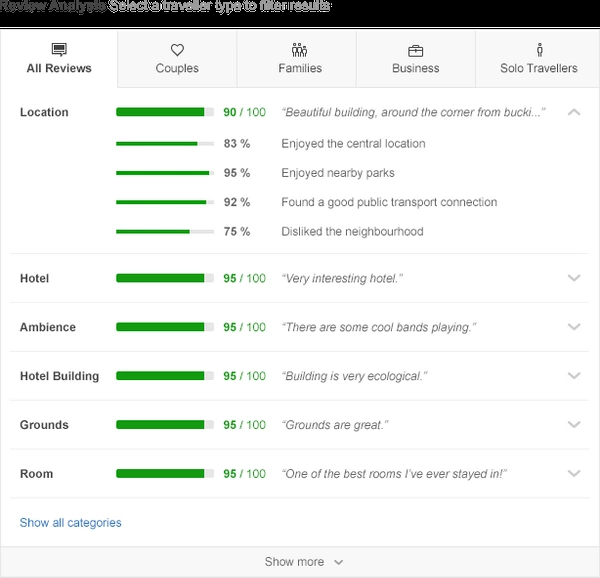 Review Analysis Select a traveller type to filter results
All Reviews
Couples
Families
Business
Solo Travellers
Location 90 / 100 “Beautiful building, around the corner from bucki...”
83 % Enjoyed the central location
95 % Enjoyed nearby parks
92 % Found a good public transport connection
75 % Disliked the neighbourhood
Hotel 95 / 100 “Very interesting hotel.”
Ambience 95 / 100 “There are some cool bands playing.”
Hotel Building 95 / 100 “Building is very ecological.”
Grounds 95 / 100 “Grounds are great.”
Room 95 / 100 “One of the best rooms I’ve ever stayed in!”
Show all categories
Show more